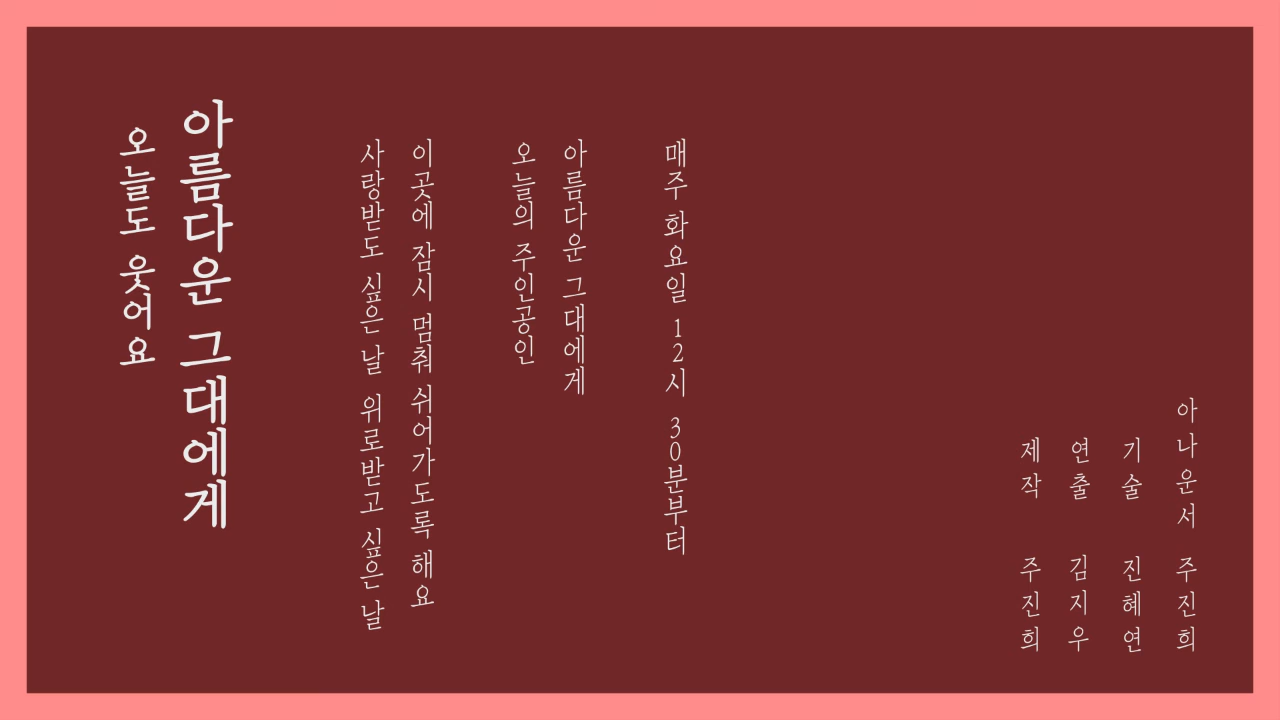 오늘도 웃어요
아름다운 그대에게
사랑받도 싶은 날 위로받고 싶은 날
이곳에 잠시 멈춰 쉬어가도록 해요
오늘의 주인공인
아름다운 그대에게
매주 화요일 12시 30분부터
제작 주진희
연출 김지우
기술 진혜연
아나운서 주진희